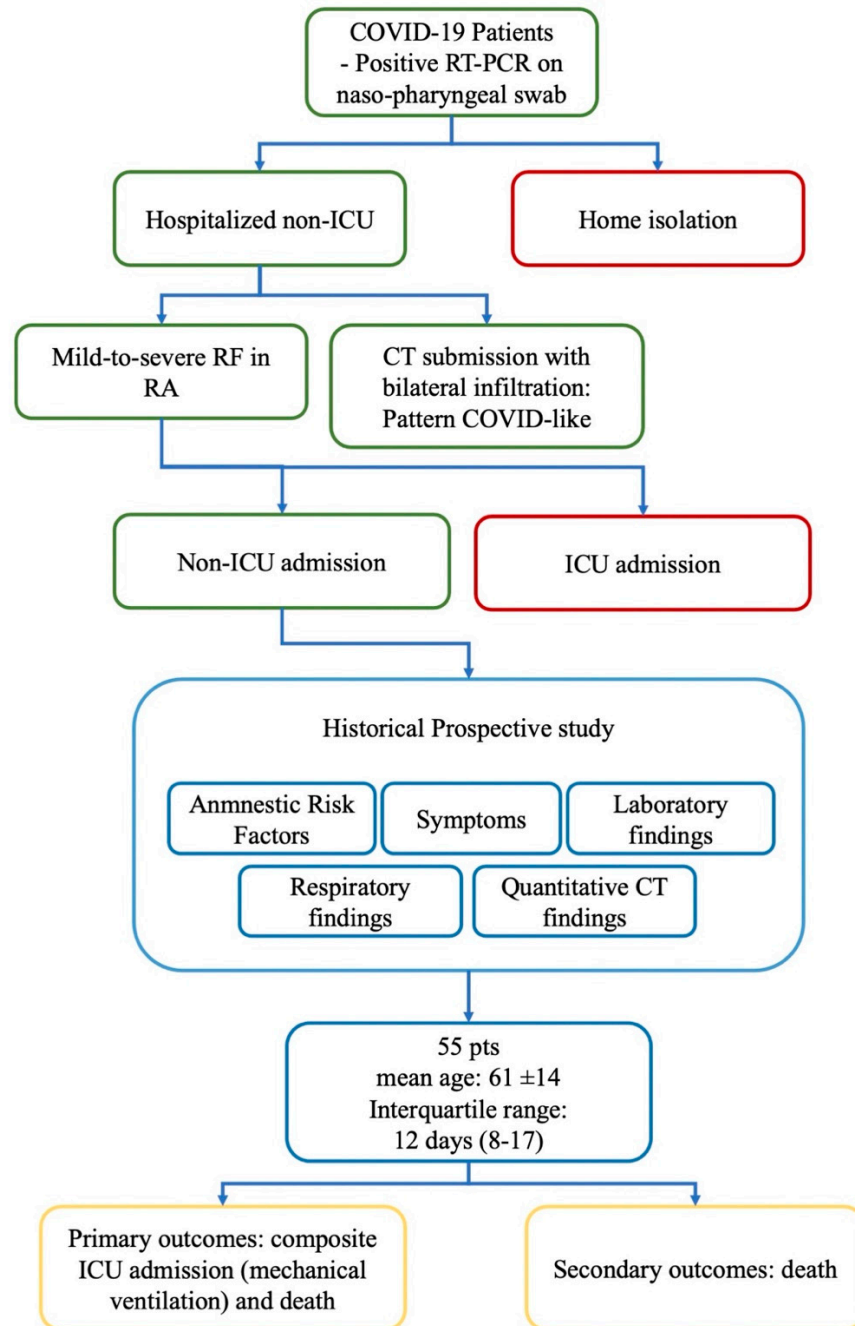 COVID-19 Patients
- Positive RT-PCR on
naso-pharyngeal swab
Hospitalized non-ICU
Home isolation
Mild-to-severe RF in
RA
CT submission with
bilateral infiltration:
Pattern COVID-like
Non-ICU admission
ICU admission
Historical Prospective study
Anmnestic Risk
Factors
Symptoms
Laboratory
findings
Respiratory
findings
Quantitative CT
findings
55 pts
mean age: 61 ±14
Interquartile range:
12 days (8-17)
Primary outcomes: composite
ICU admission (mechanical
ventilation) and death
Secondary outcomes: death